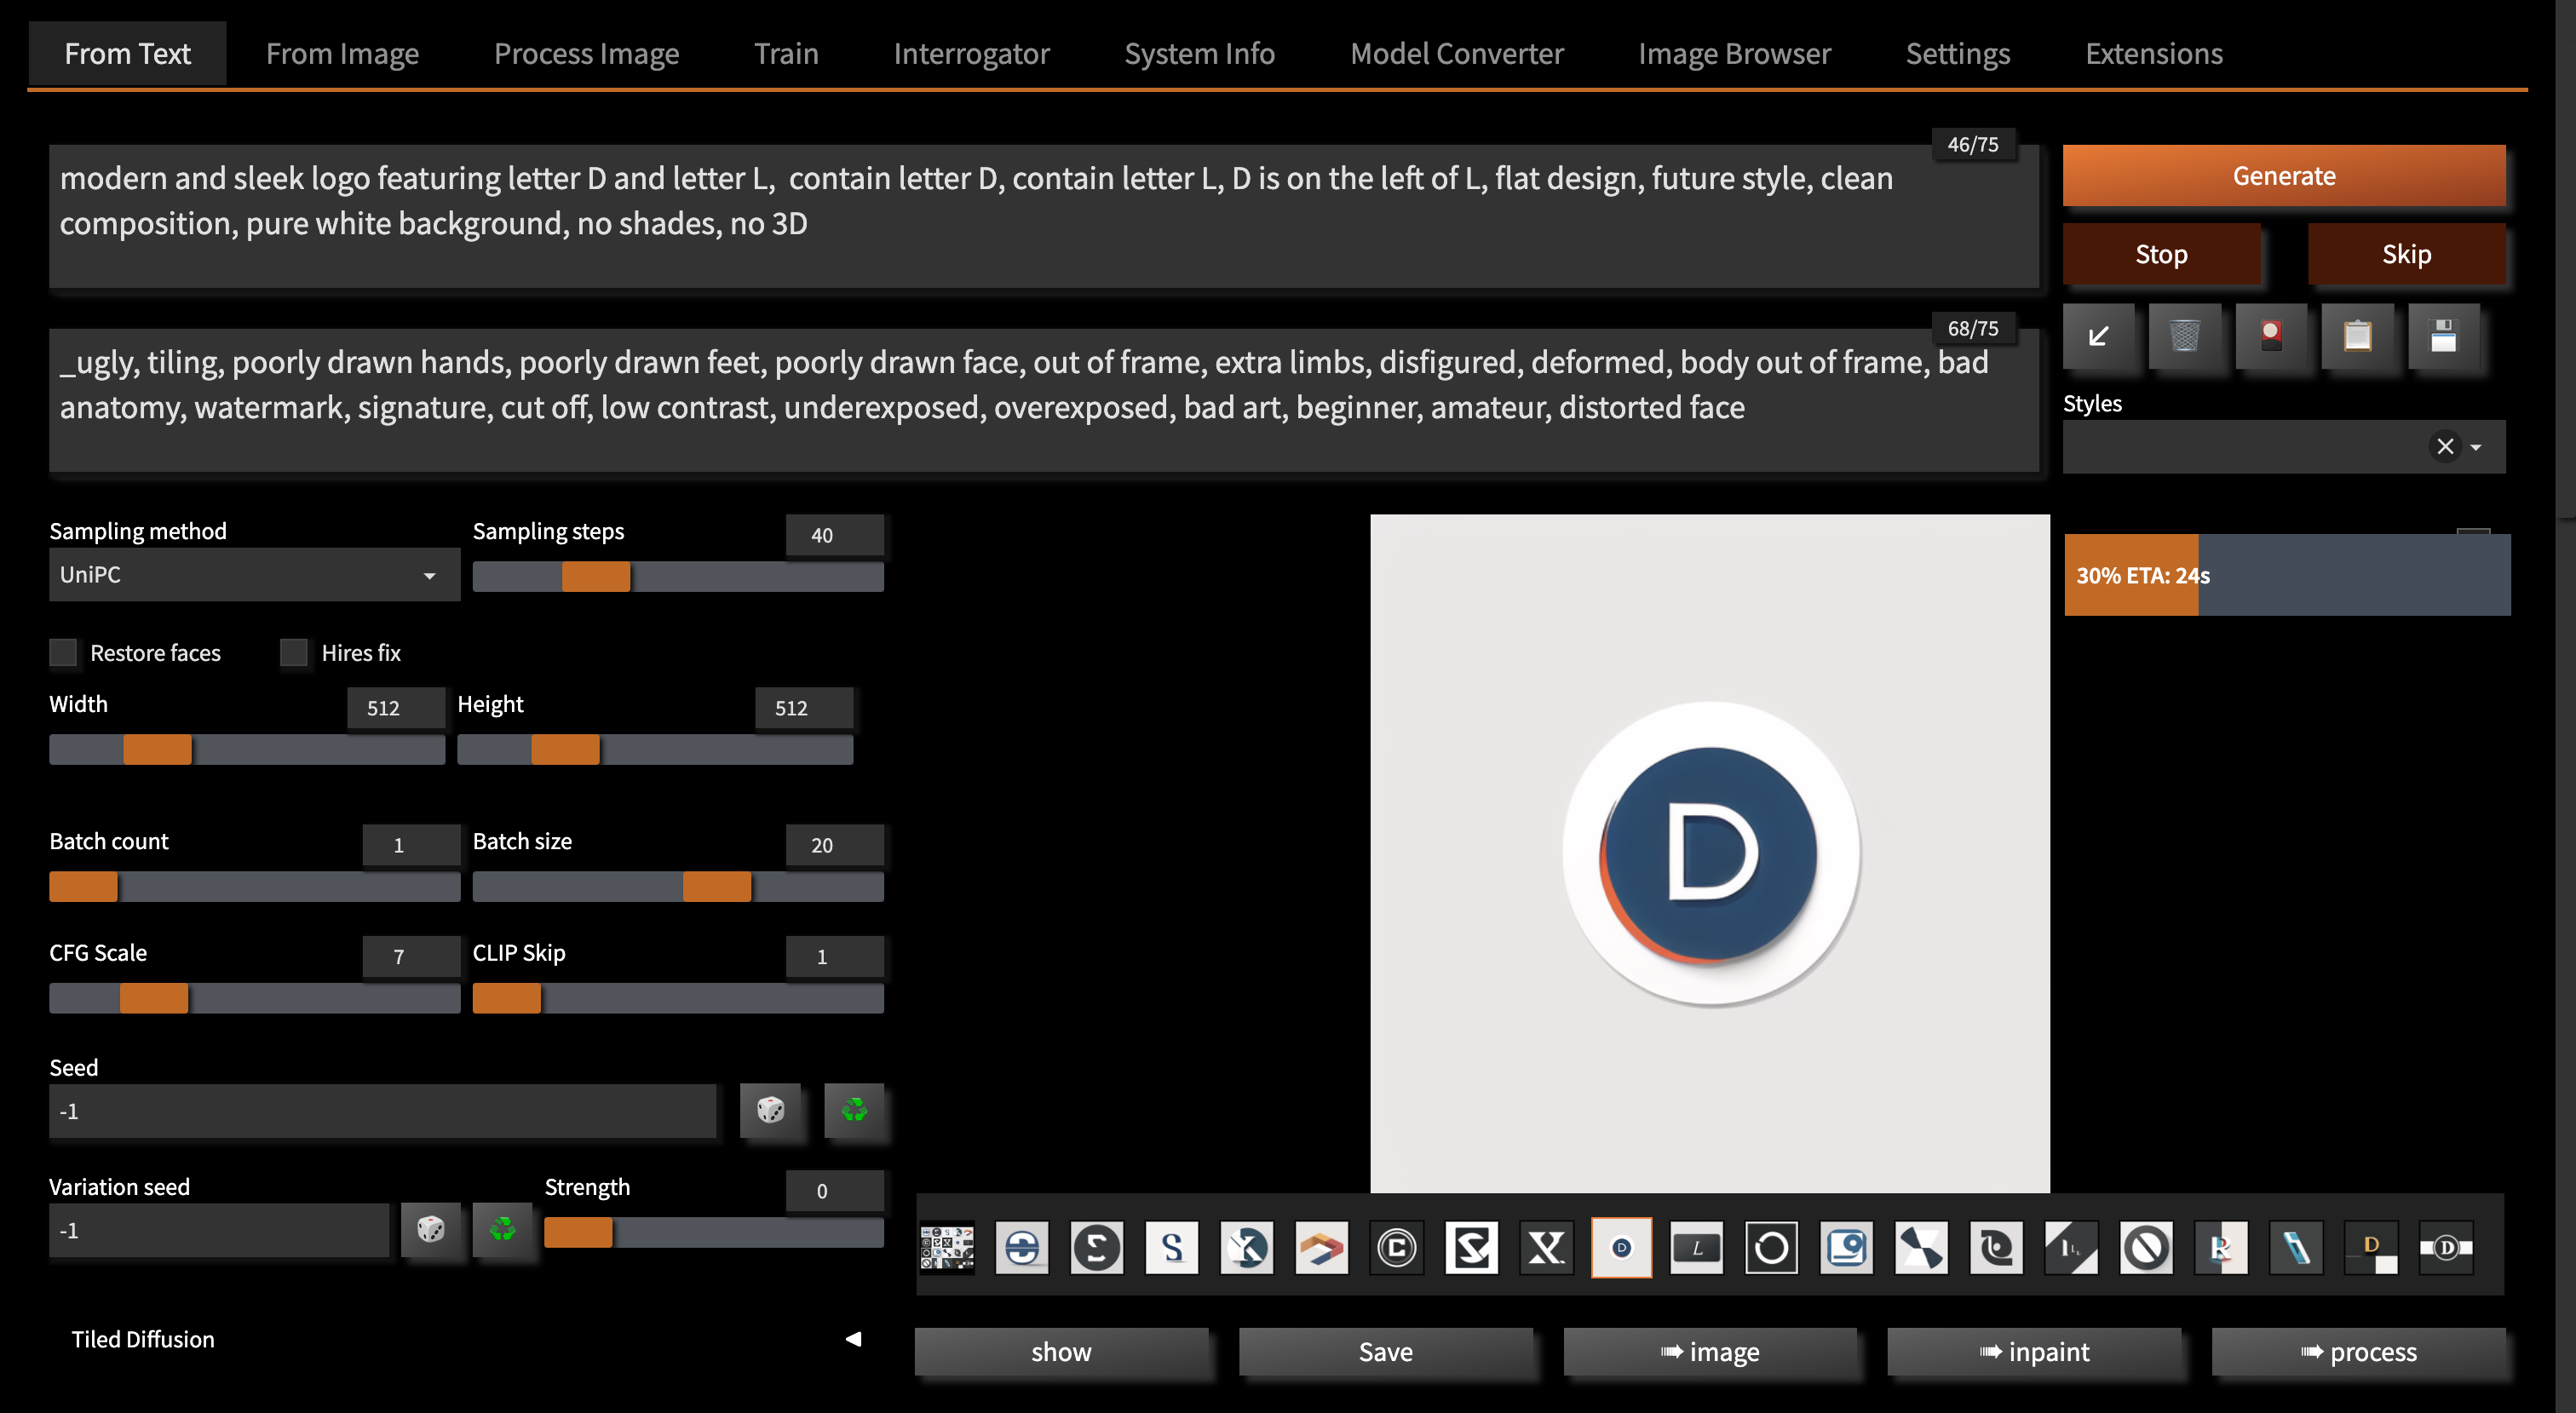 From Text From Image Process Image Train Interrogator System Info Model Converter Image Browser Settings Extensions
46/75
modern and sleek logo featuring letter D and letter L,  contain letter D, contain letter L, D is on the left of L, flat design, future style, clean
composition, pure white background, no shades, no 3D
Generate
Stop Skip
68/75
_ugly, tiling, poorly drawn hands, poorly drawn feet, poorly drawn face, out of frame, extra limbs, disfigured, deformed, body out of frame, bad
anatomy, watermark, signature, cut off, low contrast, underexposed, overexposed, bad art, beginner, amateur, distorted face
Styles
Sampling method Sampling steps 40
UniPC
30% ETA: 24s
Restore faces Hires fix
Width 512 Height 512
D
Batch count 1 Batch size 20
CFG Scale 7 CLIP Skip 1
Seed
-1
Variation seed Strength 0
-1
S K C X D L R D D
Tiled Diffusion
show Save ➠ image ➠ inpaint ➠ process